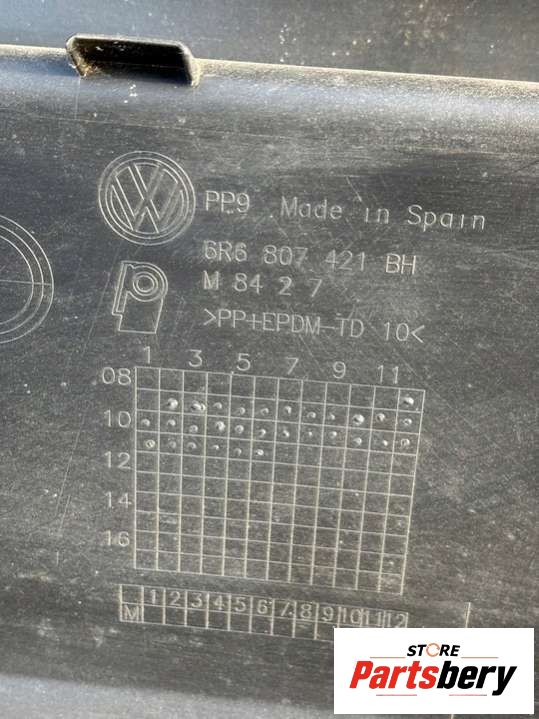 PP9 Made in Spain
6R6 807 421 BH
M 84 2 7
>PP+EPDM-TD 10<
1 3 5 7 9 11
08
10
12
14
16
1 2 3 4 5 6 7 8 9 10 11 12
M
STORE
Partsbery